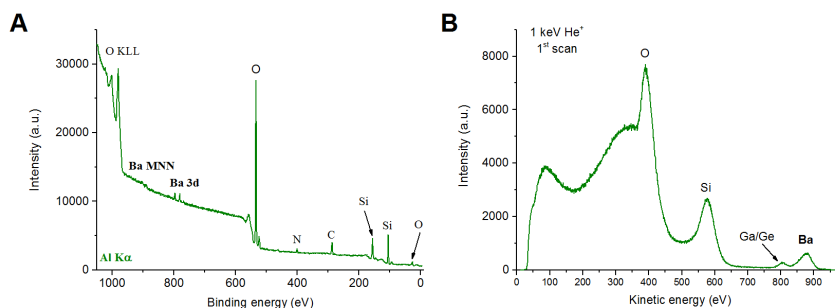 A
Intensity (a.u.)
30000
20000
10000
0
O KLL
Ba MNN
Ba 3d
O
N
C
Si
Si
O
Al Kα
1000 800 600 400 200 0
Binding energy (eV)
B
Intensity (a.u.)
8000
6000
4000
2000
0
1 keV He⁺
1ˢᵗ scan
O
Si
Ga/Ge
Ba
0 100 200 300 400 500 600 700 800 900
Kinetic energy (eV)